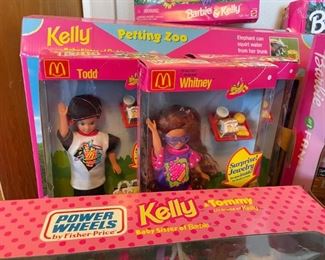 Barbie & Kelly
Kelly
Petting Zoo
Elephant can
squirt water
from her trunk
M
Todd
M
Whitney
Surprise!
Jewelry
POWER
WHEELS
by Fisher-Price
Kelly
Baby Sister of Barbie
Tommy
Barbie
B